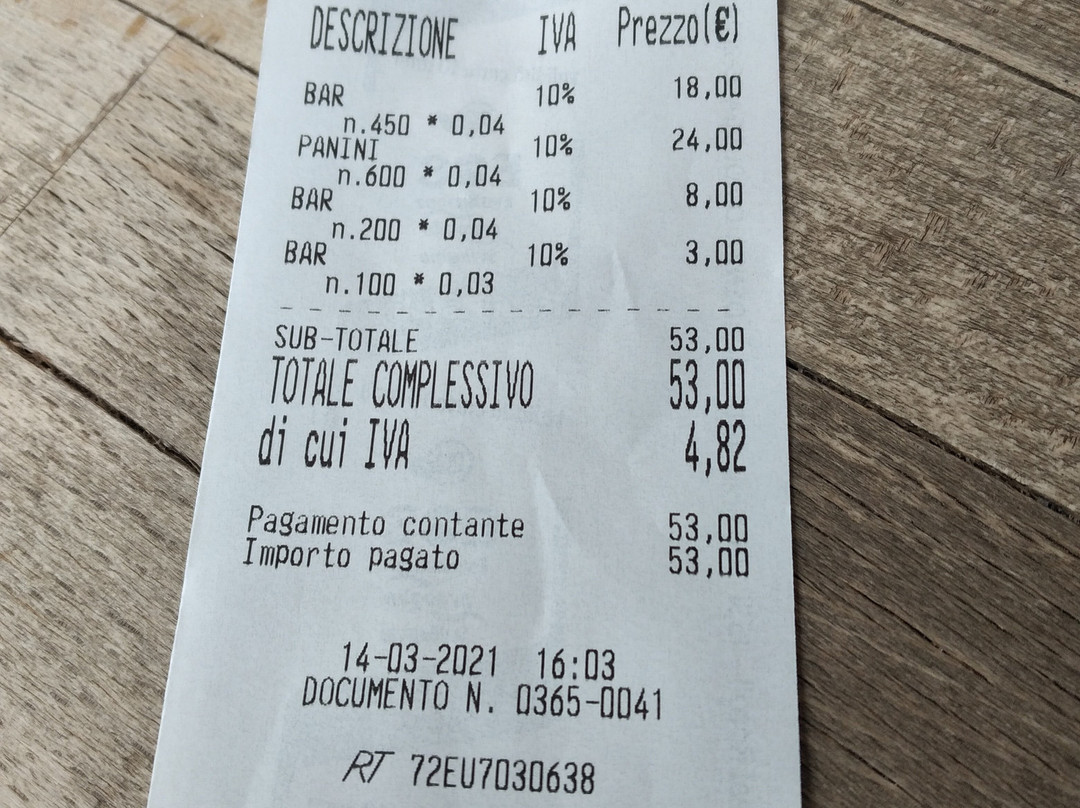 DESCRIZIONE IVA Prezzo(€)
BAR 10% 18,00
n.450 * 0,04
PANINI 10% 24,00
n.600 * 0,04
BAR 10% 8,00
n.200 * 0,04
BAR 10% 3,00
n.100 * 0,03
SUB-TOTALE 53,00
TOTALE COMPLESSIVO 53,00
di cui IVA 4,82
Pagamento contante 53,00
Importo pagato 53,00
14-03-2021 16:03
DOCUMENTO N. 0365-0041
RT 72EU7030638